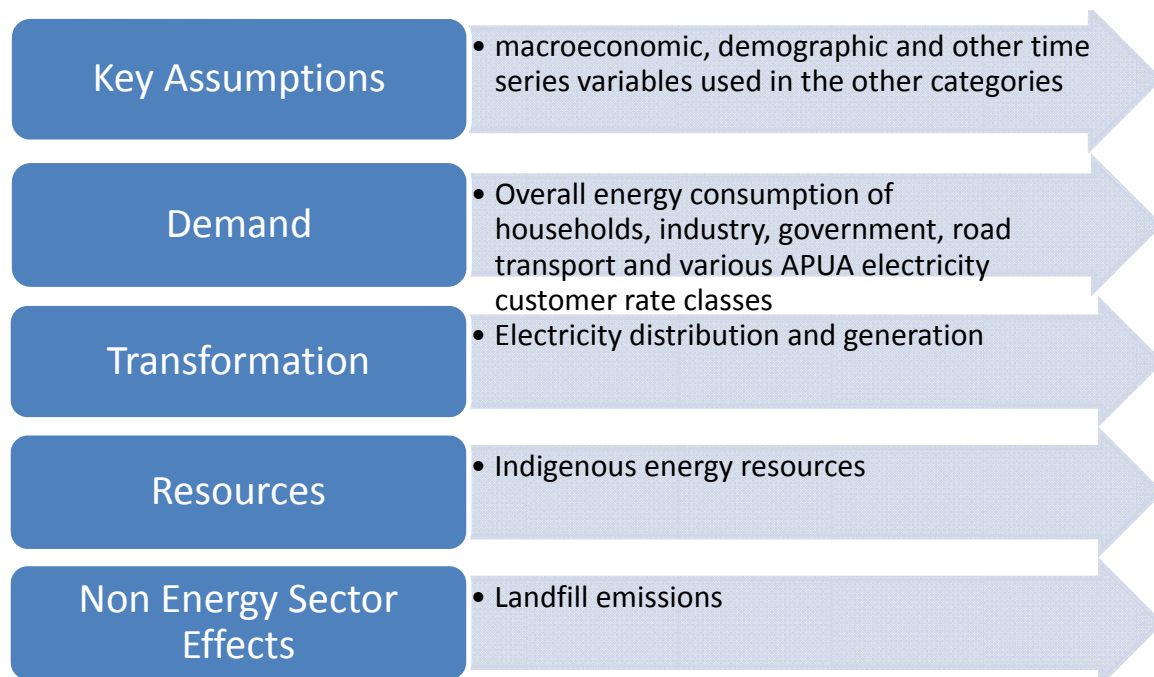 Key Assumptions
• macroeconomic, demographic and other time
series variables used in the other categories
Demand
• Overall energy consumption of
households, industry, government, road
transport and various APUA electricity
customer rate classes
Transformation
• Electricity distribution and generation
Resources
• Indigenous energy resources
Non Energy Sector
Effects
• Landfill emissions